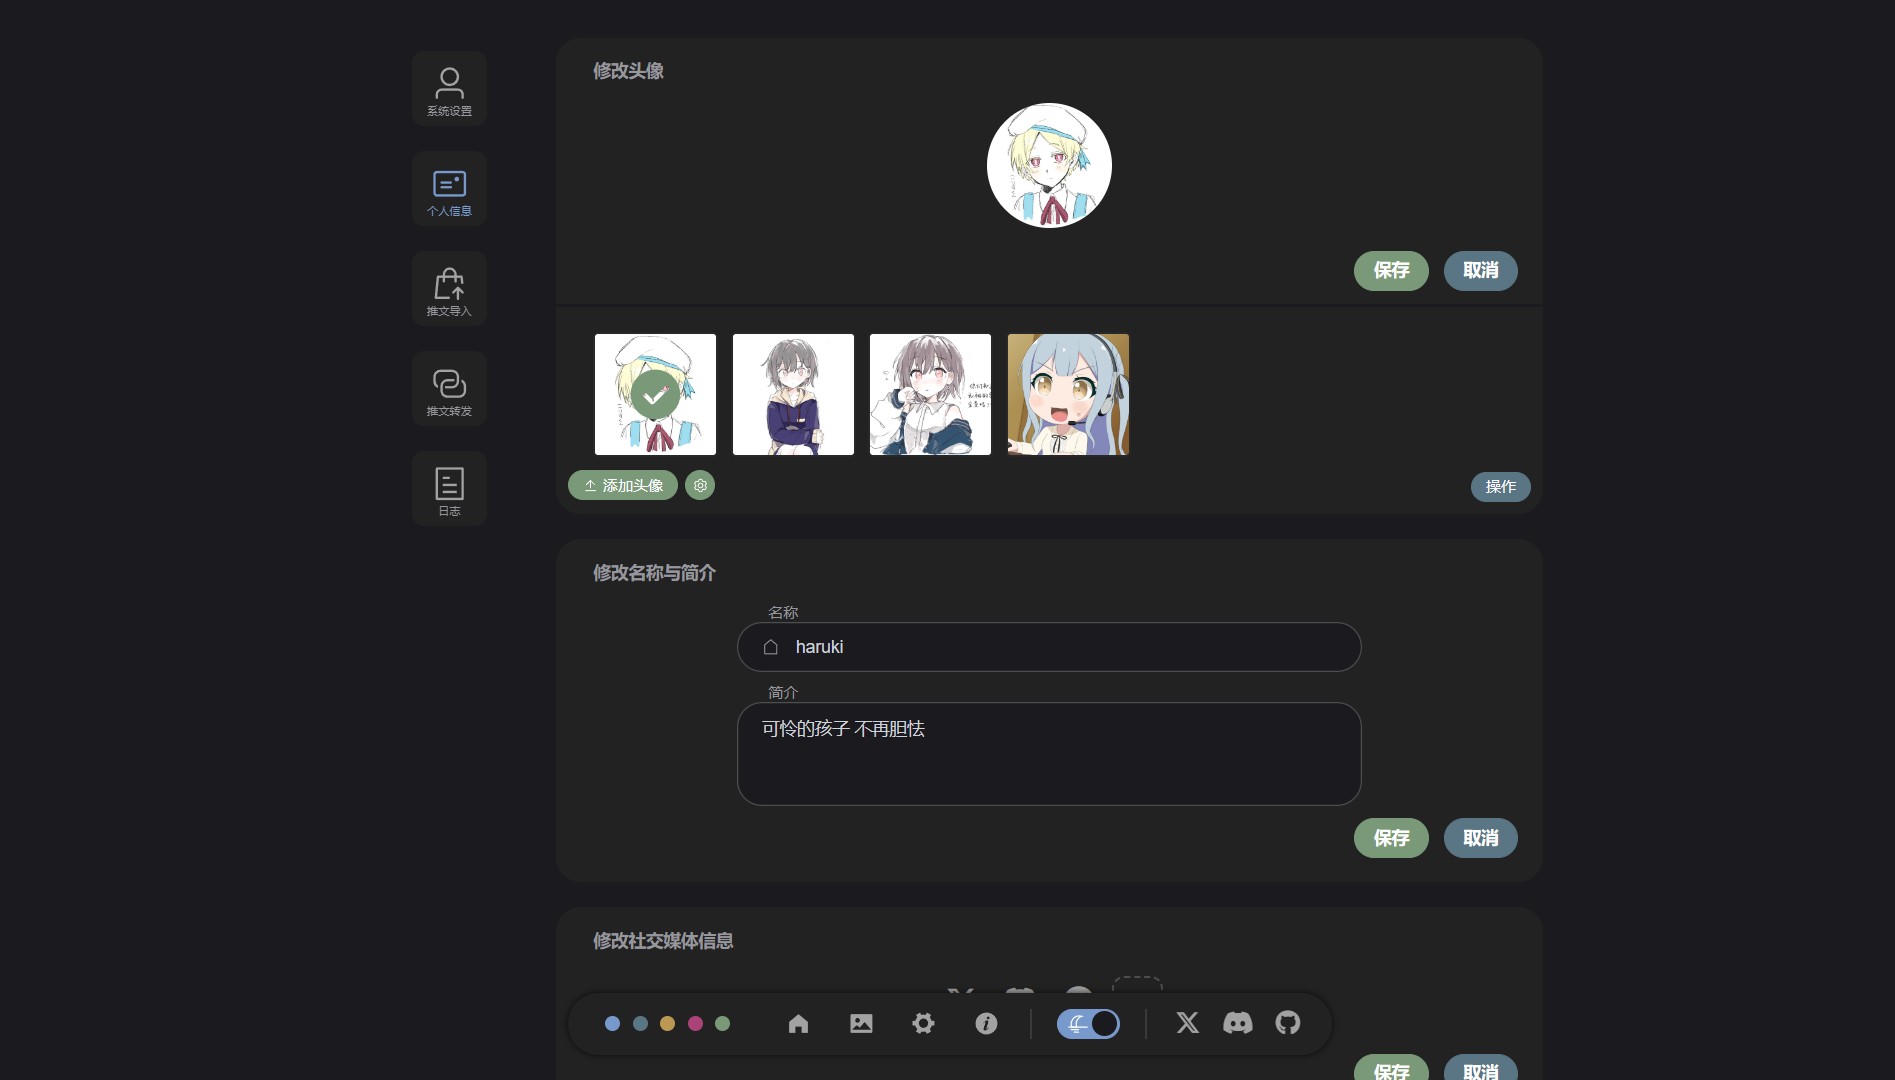 系统设置
个人信息
推文导入
推文转发
日志
修改头像
保存
取消
添加头像
操作
修改名称与简介
名称
haruki
简介
可怜的孩子 不再胆怯
保存
取消
修改社交媒体信息
保存
取消